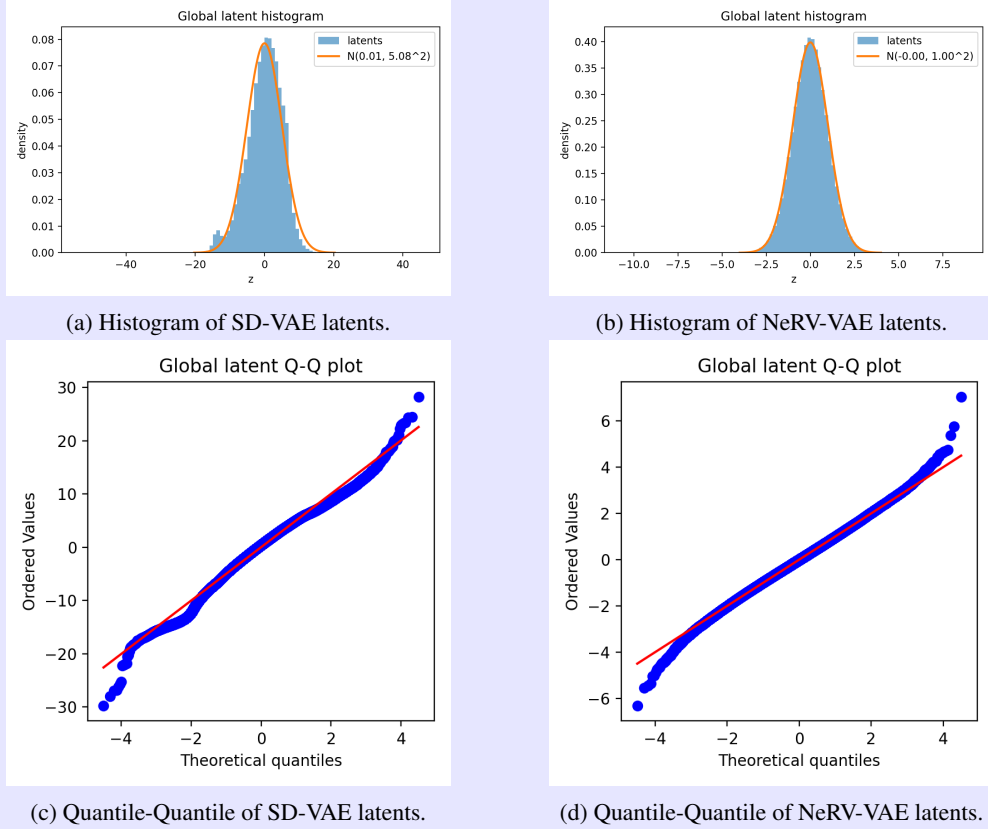 Global latent histogram
latents
N(0.01, 5.08^2)
density
0.08
0.07
0.06
0.05
0.04
0.03
0.02
0.01
0.00
−40
−20
0
20
40
z
(a) Histogram of SD-VAE latents.
Global latent histogram
latents
N(-0.00, 1.00^2)
density
0.40
0.35
0.30
0.25
0.20
0.15
0.10
0.05
0.00
−10.0
−7.5
−5.0
−2.5
0.0
2.5
5.0
7.5
z
(b) Histogram of NeRV-VAE latents.
Global latent Q-Q plot
Ordered Values
30
20
10
0
−10
−20
−30
−4
−2
0
2
4
Theoretical quantiles
(c) Quantile-Quantile of SD-VAE latents.
Global latent Q-Q plot
Ordered Values
6
4
2
0
−2
−4
−6
−4
−2
0
2
4
Theoretical quantiles
(d) Quantile-Quantile of NeRV-VAE latents.